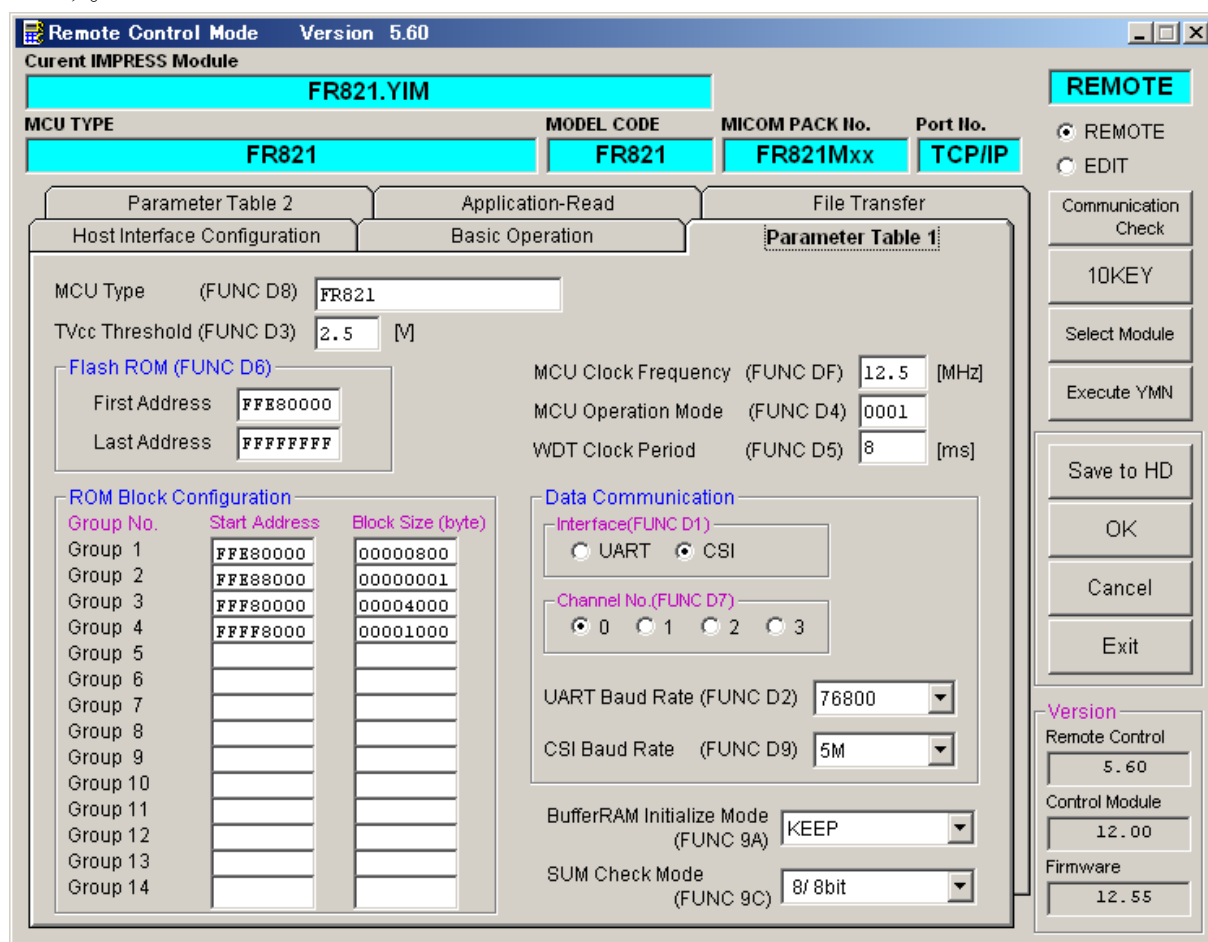 Remote Control Mode Version 5.60
Curent IMPRESS Module
FR821.YIM
MCU TYPE MODEL CODE MICOM PACK No. Port No.
FR821 FR821 FR821Mxx TCP/IP
Parameter Table 2 Application-Read File Transfer
Host Interface Configuration Basic Operation Parameter Table 1
MCU Type (FUNC D8) FR821
TVcc Threshold (FUNC D3) 2.5 [V]
Flash ROM (FUNC D6)
First Address FFE80000
Last Address FFFFFFFF
MCU Clock Frequency (FUNC DF) 12.5 [MHz]
MCU Operation Mode (FUNC D4) 0001
WDT Clock Period (FUNC D5) 8 [ms]
ROM Block Configuration
Group No. Start Address Block Size (byte)
Group 1 FFE80000 00000800
Group 2 FFE88000 00000001
Group 3 FFF80000 00004000
Group 4 FFFF8000 00001000
Group 5
Group 6
Group 7
Group 8
Group 9
Group 10
Group 11
Group 12
Group 13
Group 14
Data Communication
Interface(FUNC D1)
UART CSI
Channel No.(FUNC D7)
0 1 2 3
UART Baud Rate (FUNC D2) 76800
CSI Baud Rate (FUNC D9) 5M
BufferRAM Initialize Mode
(FUNC 9A) KEEP
SUM Check Mode
(FUNC 9C) 8/ 8bit
REMOTE
REMOTE
EDIT
Communication
Check
10KEY
Select Module
Execute YMN
Save to HD
OK
Cancel
Exit
Version
Remote Control
5.60
Control Module
12.00
Firmware
12.55